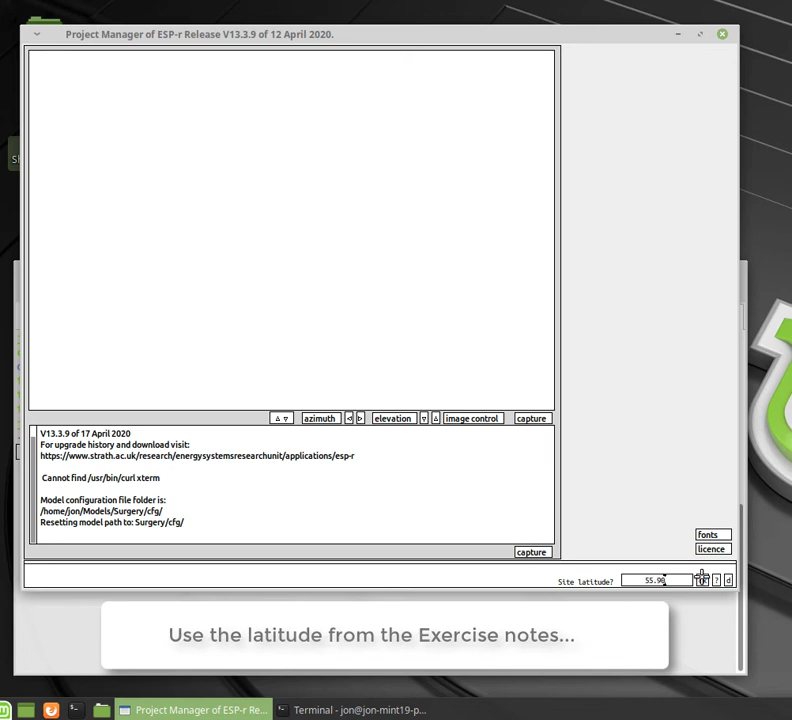 Project Manager of ESP-r Release V13.3.9 of 12 April 2020.
azimuth
elevation
image control
capture
V13.3.9 of 17 April 2020
For upgrade history and download visit:
https://www.strath.ac.uk/research/energysystemsresearchunit/applications/esp-r
Cannot find /usr/bin/curl xterm
Model configuration file folder is:
/home/jon/Models/Surgery/cfg/
Resetting model path to: Surgery/cfg/
capture
fonts
licence
Site latitude?
55.90
?
d
Use the latitude from the Exercise notes...
Project Manager of ESP-r Re...
Terminal - jon@jon-mint19-p...